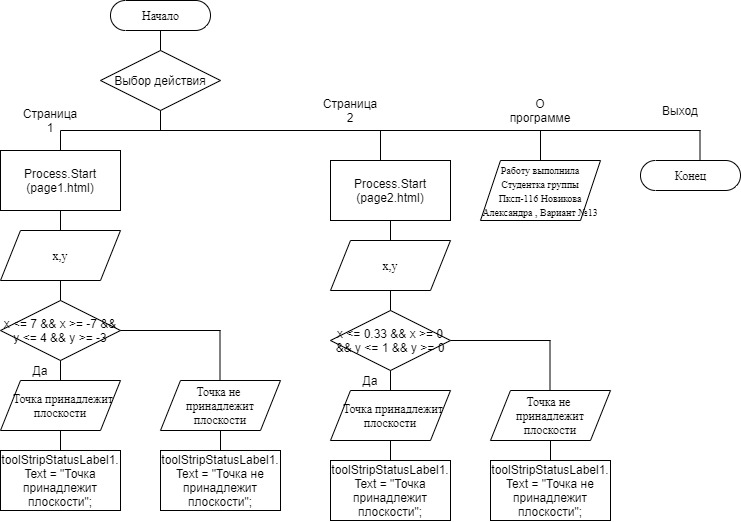 Начало
Выбор действия
Страница
1
Страница
2
О
программе
Выход
Process.Start
(page1.html)
Process.Start
(page2.html)
Работу выполнила
Студентка группы
Пксп-116 Новикова
Александра , Вариант №13
Конец
x,y
x,y
x <= 7 && x >= -7 &&
y <= 4 && y >= -3
x <= 0.33 && x >= 0
&& y <= 1 && y >= 0
Да
Да
Точка принадлежит
плоскости
Точка не
принадлежит
плоскости
Точка принадлежит
плоскости
Точка не
принадлежит
плоскости
toolStripStatusLabel1.
Text = "Точка
принадлежит
плоскости";
toolStripStatusLabel1.
Text = "Точка не
принадлежит
плоскости";
toolStripStatusLabel1.
Text = "Точка
принадлежит
плоскости";
toolStripStatusLabel1.
Text = "Точка не
принадлежит
плоскости";